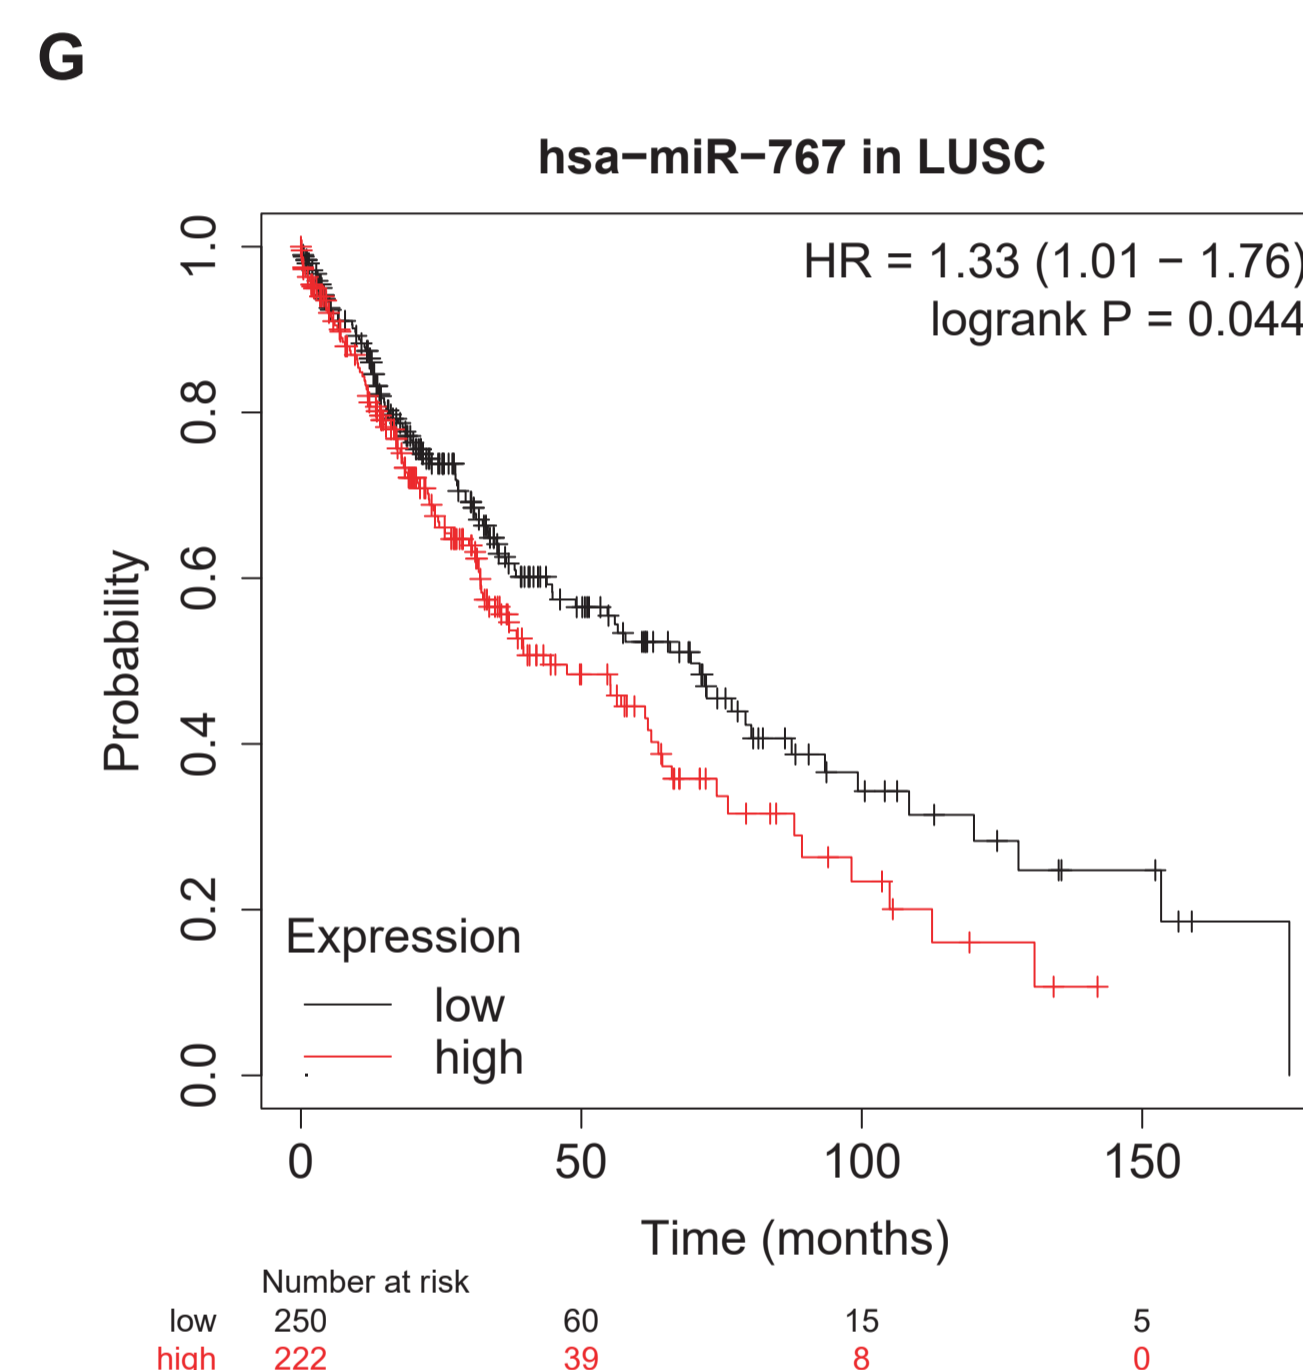 G
hsa−miR−767 in LUSC
HR = 1.33 (1.01 − 1.76)
logrank P = 0.044
1.0
0.8
0.6
0.4
0.2
0.0
Probability
Expression
low
high
0 50 100 150
Time (months)
Number at risk
low 250 60 15 5
high 222 39 8 0